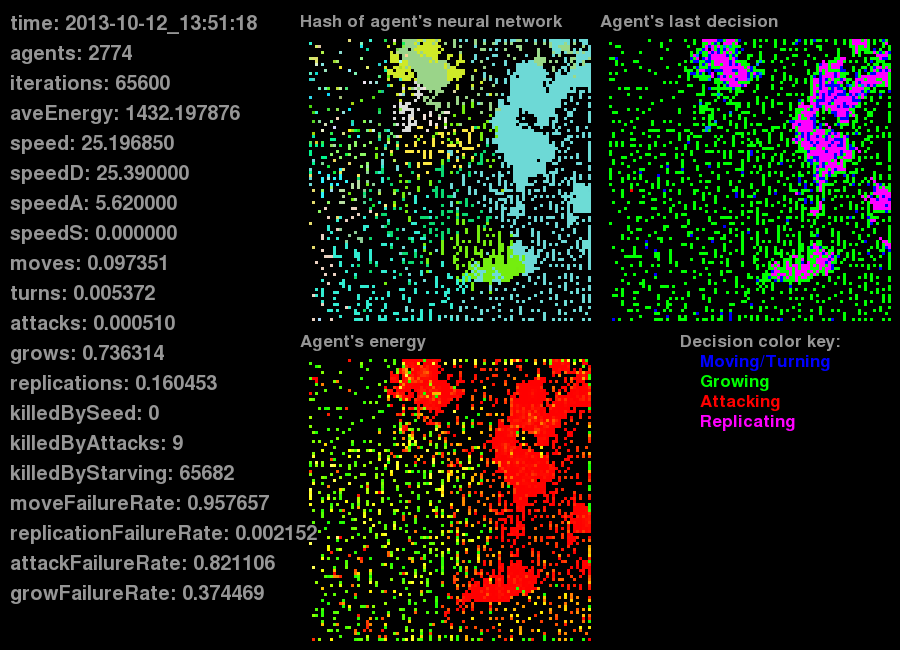 time: 2013-10-12_13:51:18
agents: 2774
iterations: 65600
aveEnergy: 1432.197876
speed: 25.196850
speedD: 25.390000
speedA: 5.620000
speedS: 0.000000
moves: 0.097351
turns: 0.005372
attacks: 0.000510
grows: 0.736314
replications: 0.160453
killedBySeed: 0
killedByAttacks: 9
killedByStarving: 65682
moveFailureRate: 0.957657
replicationFailureRate: 0.002152
attackFailureRate: 0.821106
growFailureRate: 0.374469
Hash of agent's neural network
Agent's last decision
Agent's energy
Decision color key:
Moving/Turning
Growing
Attacking
Replicating